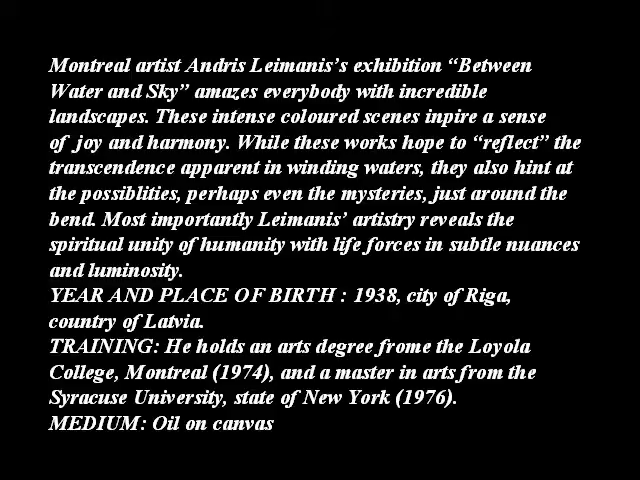 Montreal artist Andris Leimanis’s exhibition “Between
Water and Sky” amazes everybody with incredible
landscapes. These intense coloured scenes inpire a sense
of joy and harmony. While these works hope to “reflect” the
transcendence apparent in winding waters, they also hint at
the possiblities, perhaps even the mysteries, just around the
bend. Most importantly Leimanis’ artistry reveals the
spiritual unity of humanity with life forces in subtle nuances
and luminosity.
YEAR AND PLACE OF BIRTH : 1938, city of Riga,
country of Latvia.
TRAINING: He holds an arts degree frome the Loyola
College, Montreal (1974), and a master in arts from the
Syracuse University, state of New York (1976).
MEDIUM: Oil on canvas